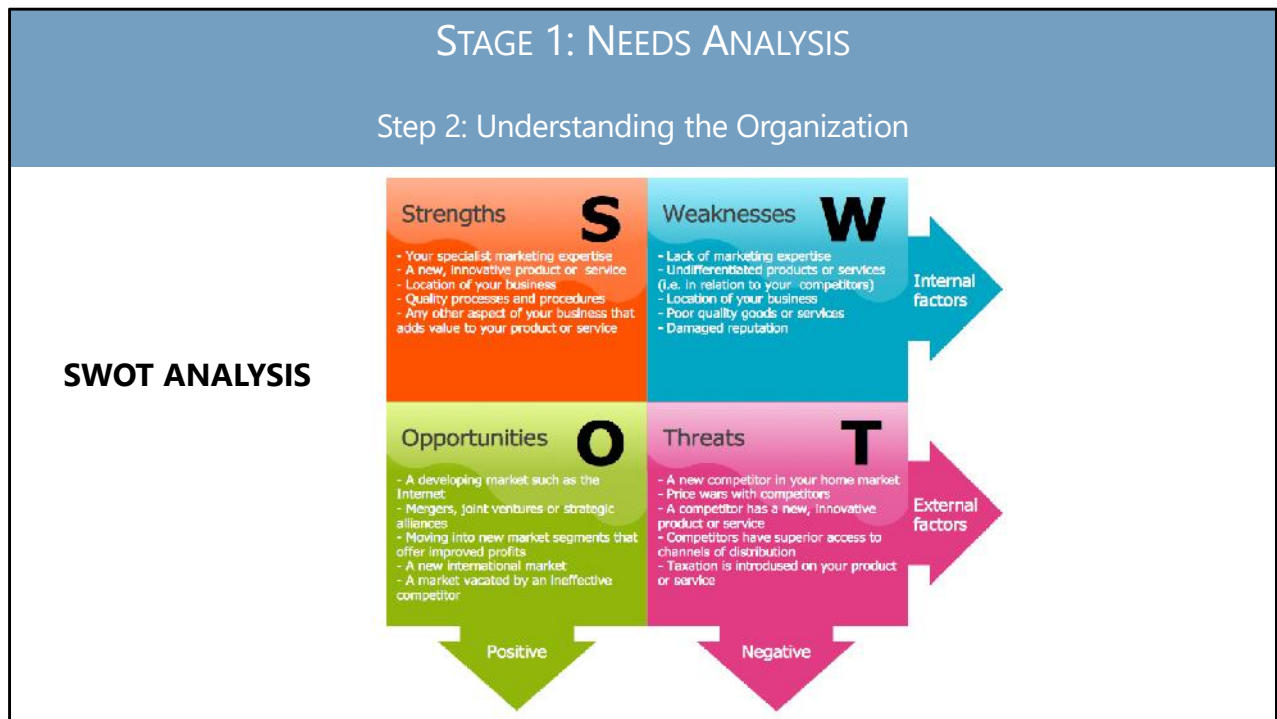 STAGE 1: NEEDS ANALYSIS
Step 2: Understanding the Organization
SWOT ANALYSIS
Strengths S
- Your specialist marketing expertise
- A new, innovative product or service
- Location of your business
- Quality processes and procedures
- Any other aspect of your business that
adds value to your product or service
Weaknesses W
- Lack of marketing expertise
- Undifferentiated products or services
(i.e. in relation to your competitors)
- Location of your business
- Poor quality goods or services
- Damaged reputation
Internal
factors
Opportunities O
- A developing market such as the
Internet
- Mergers, joint ventures or strategic
alliances
- Moving into new market segments that
offer improved profits
- A new international market
- A market vacated by an ineffective
competitor
Threats T
- A new competitor in your home market
- Price wars with competitors
- A competitor has a new, innovative
product or service
- Competitors have superior access to
channels of distribution
- Taxation is introdused on your product
or service
External
factors
Positive
Negative